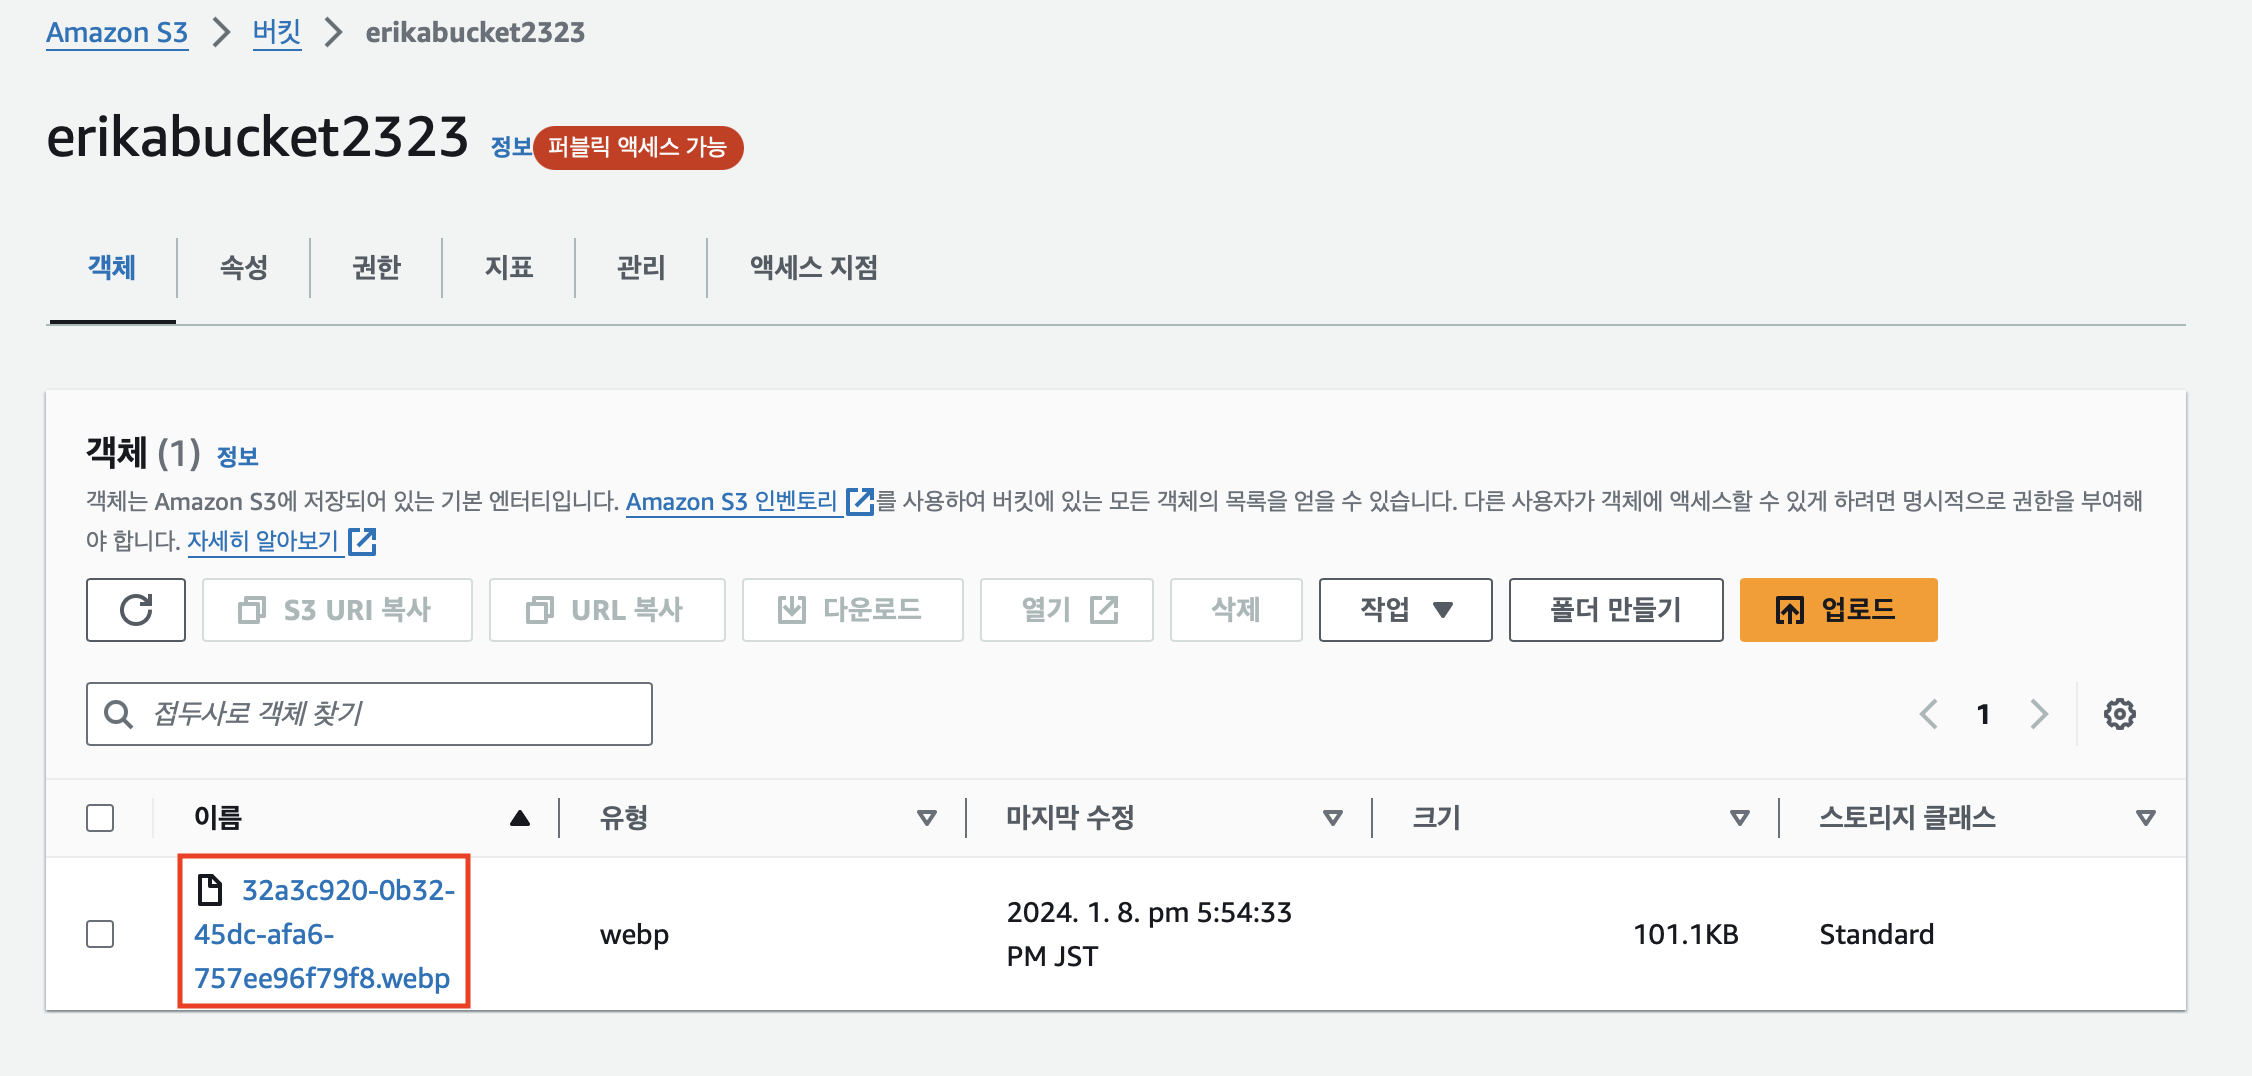 Amazon S3 > 버킷 > erikabucket2323
erikabucket2323 정보 퍼블릭 액세스 가능
객체 속성 권한 지표 관리 액세스 지점
객체 (1) 정보
객체는 Amazon S3에 저장되어 있는 기본 엔터티입니다. Amazon S3 인벤토리를 사용하여 버킷에 있는 모든 객체의 목록을 얻을 수 있습니다. 다른 사용자가 객체에 액세스할 수 있게 하려면 명시적으로 권한을 부여해
야 합니다. 자세히 알아보기
S3 URI 복사 URL 복사 다운로드 열기 삭제 작업 폴더 만들기 업로드
접두사로 객체 찾기 1
이름 유형 마지막 수정 크기 스토리지 클래스
32a3c920-0b32-
45dc-afa6-
757ee96f79f8.webp
webp
2024. 1. 8. pm 5:54:33
PM JST
101.1KB
Standard